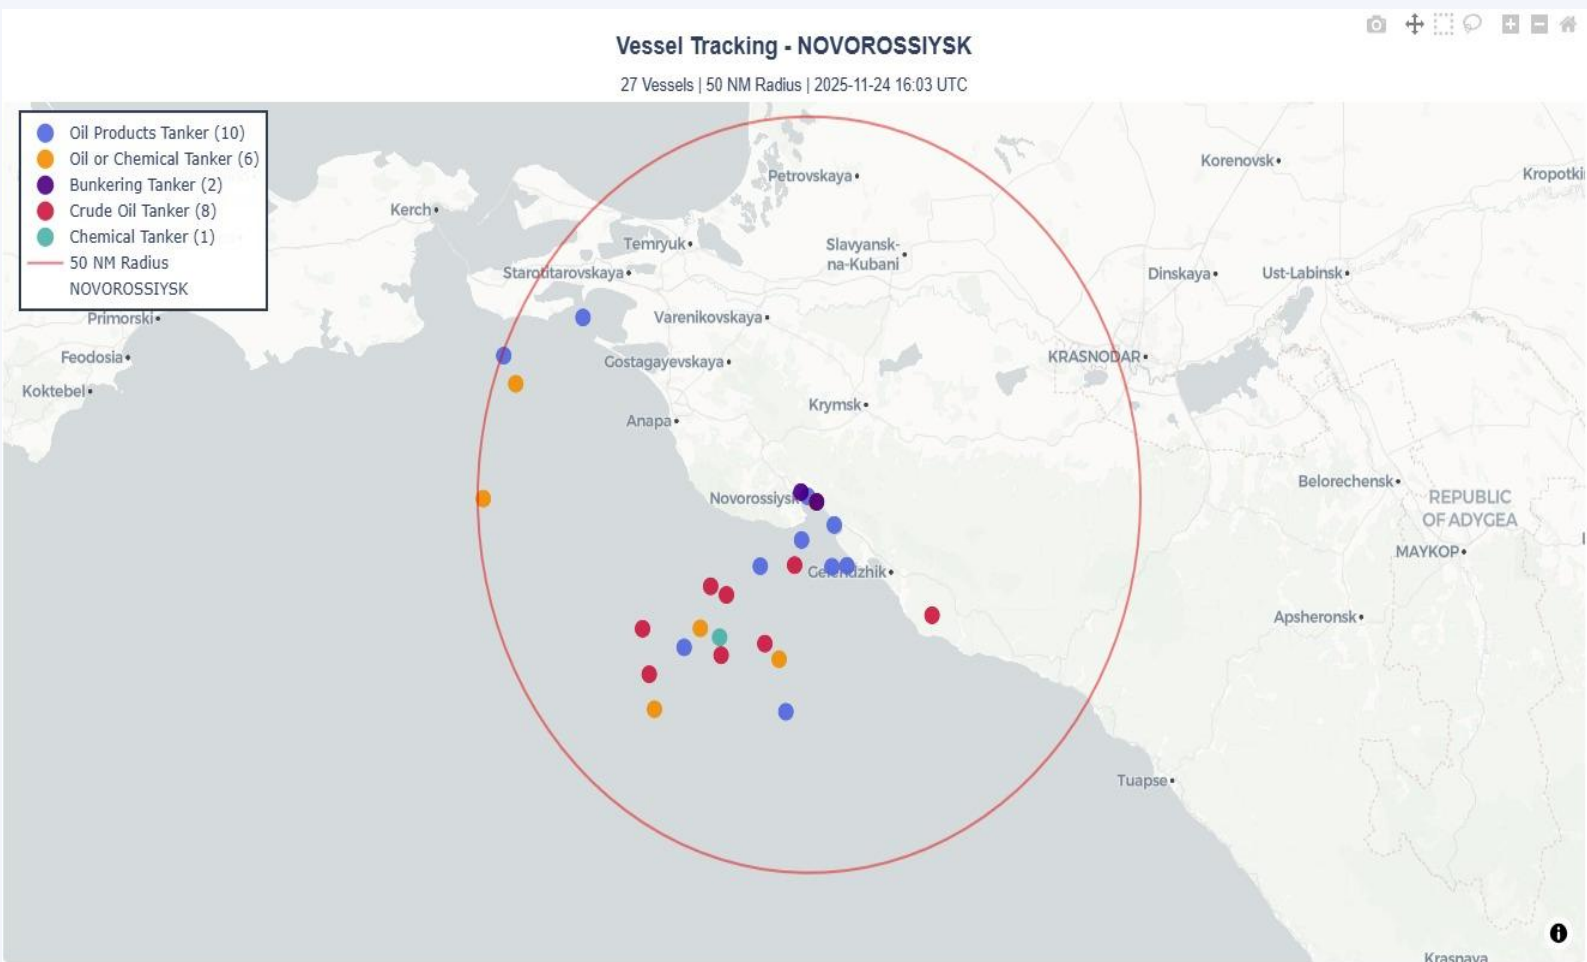 Vessel Tracking - NOVOROSSIYSK
27 Vessels | 50 NM Radius | 2025-11-24 16:03 UTC
Oil Products Tanker (10)
Oil or Chemical Tanker (6)
Bunkering Tanker (2)
Crude Oil Tanker (8)
Chemical Tanker (1)
50 NM Radius
NOVOROSSIYSK
Korenovsk
Petrovskaya
Kropotki
Kerch
Temryuk
Slavyansk-
na-Kubani
Starotitarovskaya
Dinskaya
Ust-Labinsk
Primorski
Varenikovskaya
Feodosia
Gostagayevskaya
KRASNODAR
Koktebel
Krymsk
Anapa
Belorechensk
Novorossiysk
REPUBLIC
OF ADYGEA
MAYKOP
Gelendzhik
Apsheronsk
Tuapse
Krasnaya